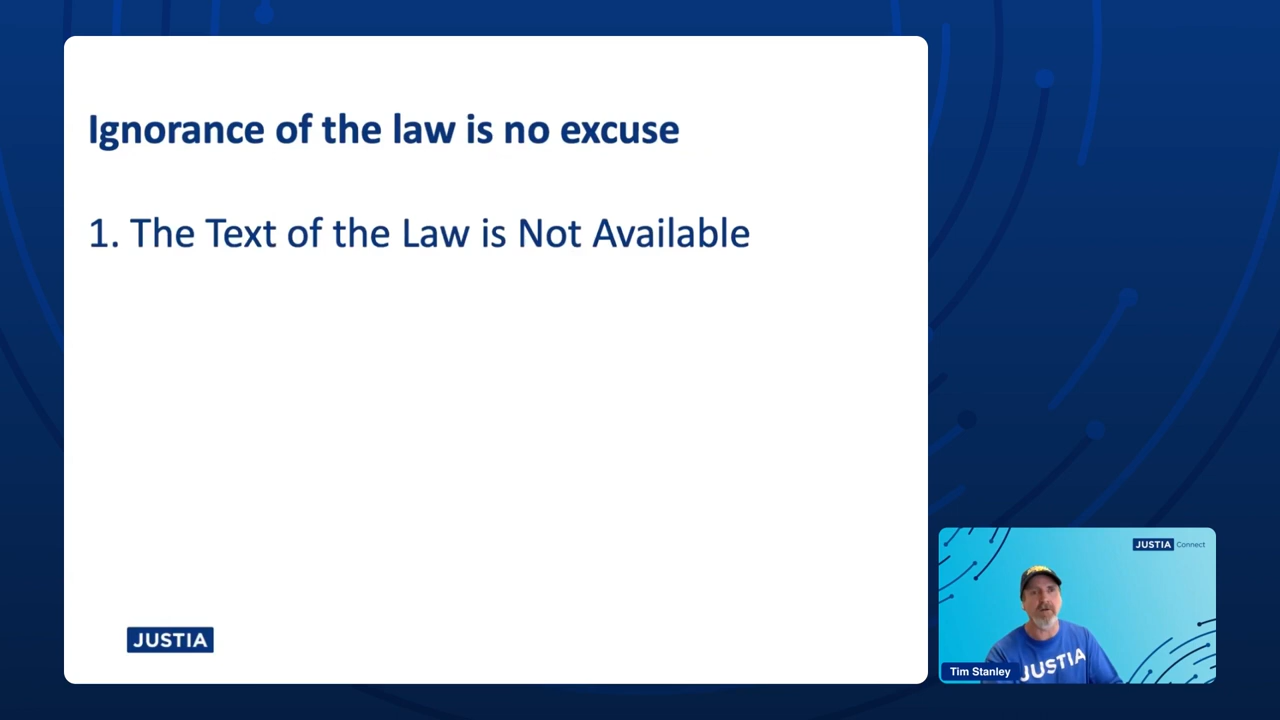 Ignorance of the law is no excuse
1. The Text of the Law is Not Available
JUSTIA
JUSTIA Connect
JUSTIA
Tim Stanley